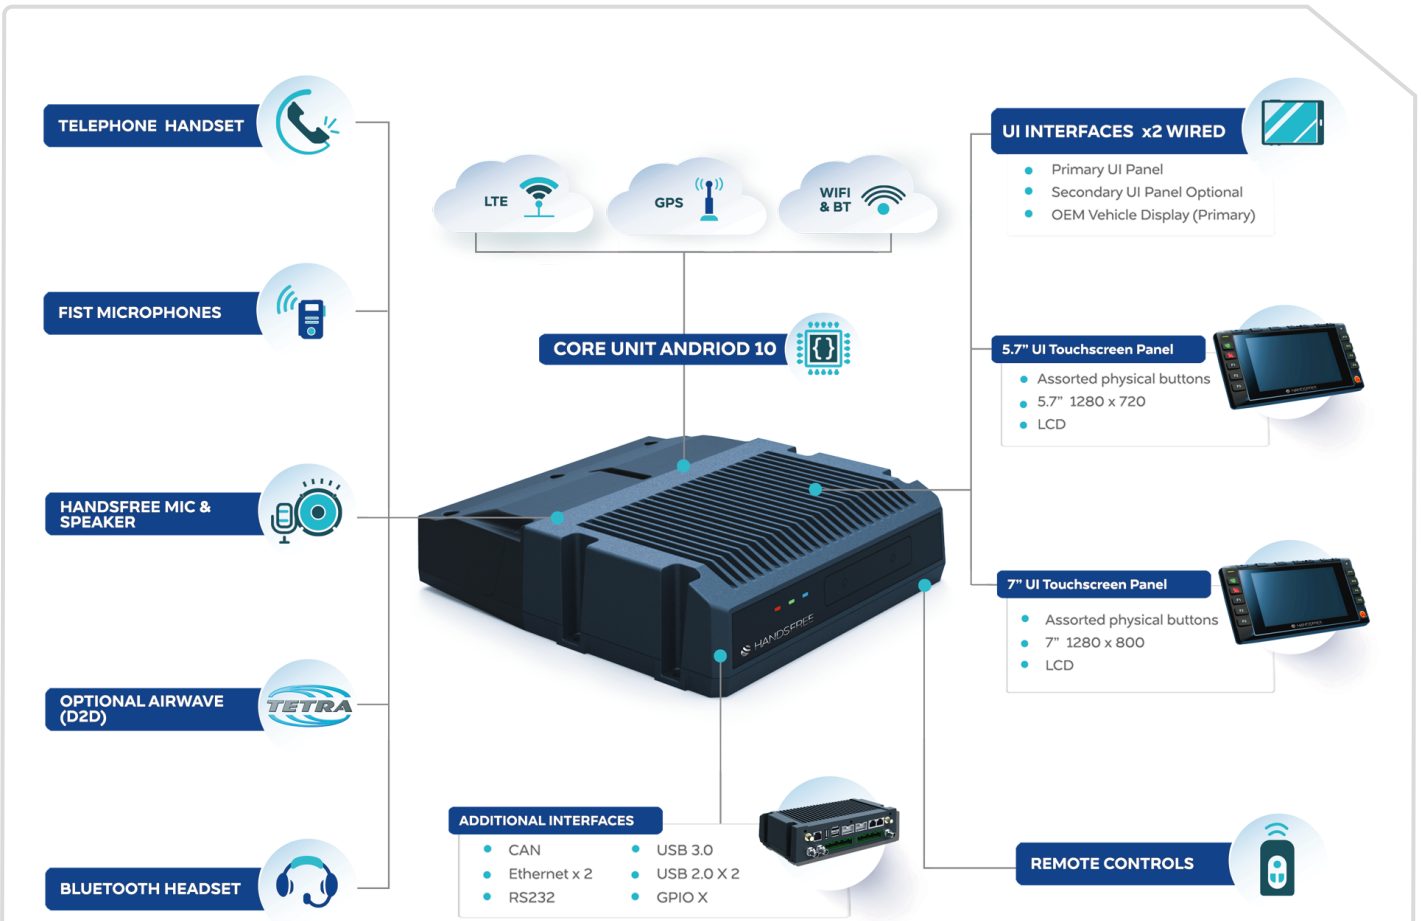 TELEPHONE HANDSET
FIST MICROPHONES
HANDSFREE MIC &
SPEAKER
OPTIONAL AIRWAVE
(D2D)
TETRA
BLUETOOTH HEADSET
LTE
GPS
WIFI
& BT
CORE UNIT ANDRIOD 10
HANDSFREE
ADDITIONAL INTERFACES
CAN
Ethernet x 2
RS232
USB 3.0
USB 2.0 X 2
GPIO X
UI INTERFACES x2 WIRED
Primary UI Panel
Secondary UI Panel Optional
OEM Vehicle Display (Primary)
5.7” UI Touchscreen Panel
Assorted physical buttons
5.7” 1280 x 720
LCD
HANDSFREE
7” UI Touchscreen Panel
Assorted physical buttons
7” 1280 x 800
LCD
HANDSFREE
REMOTE CONTROLS